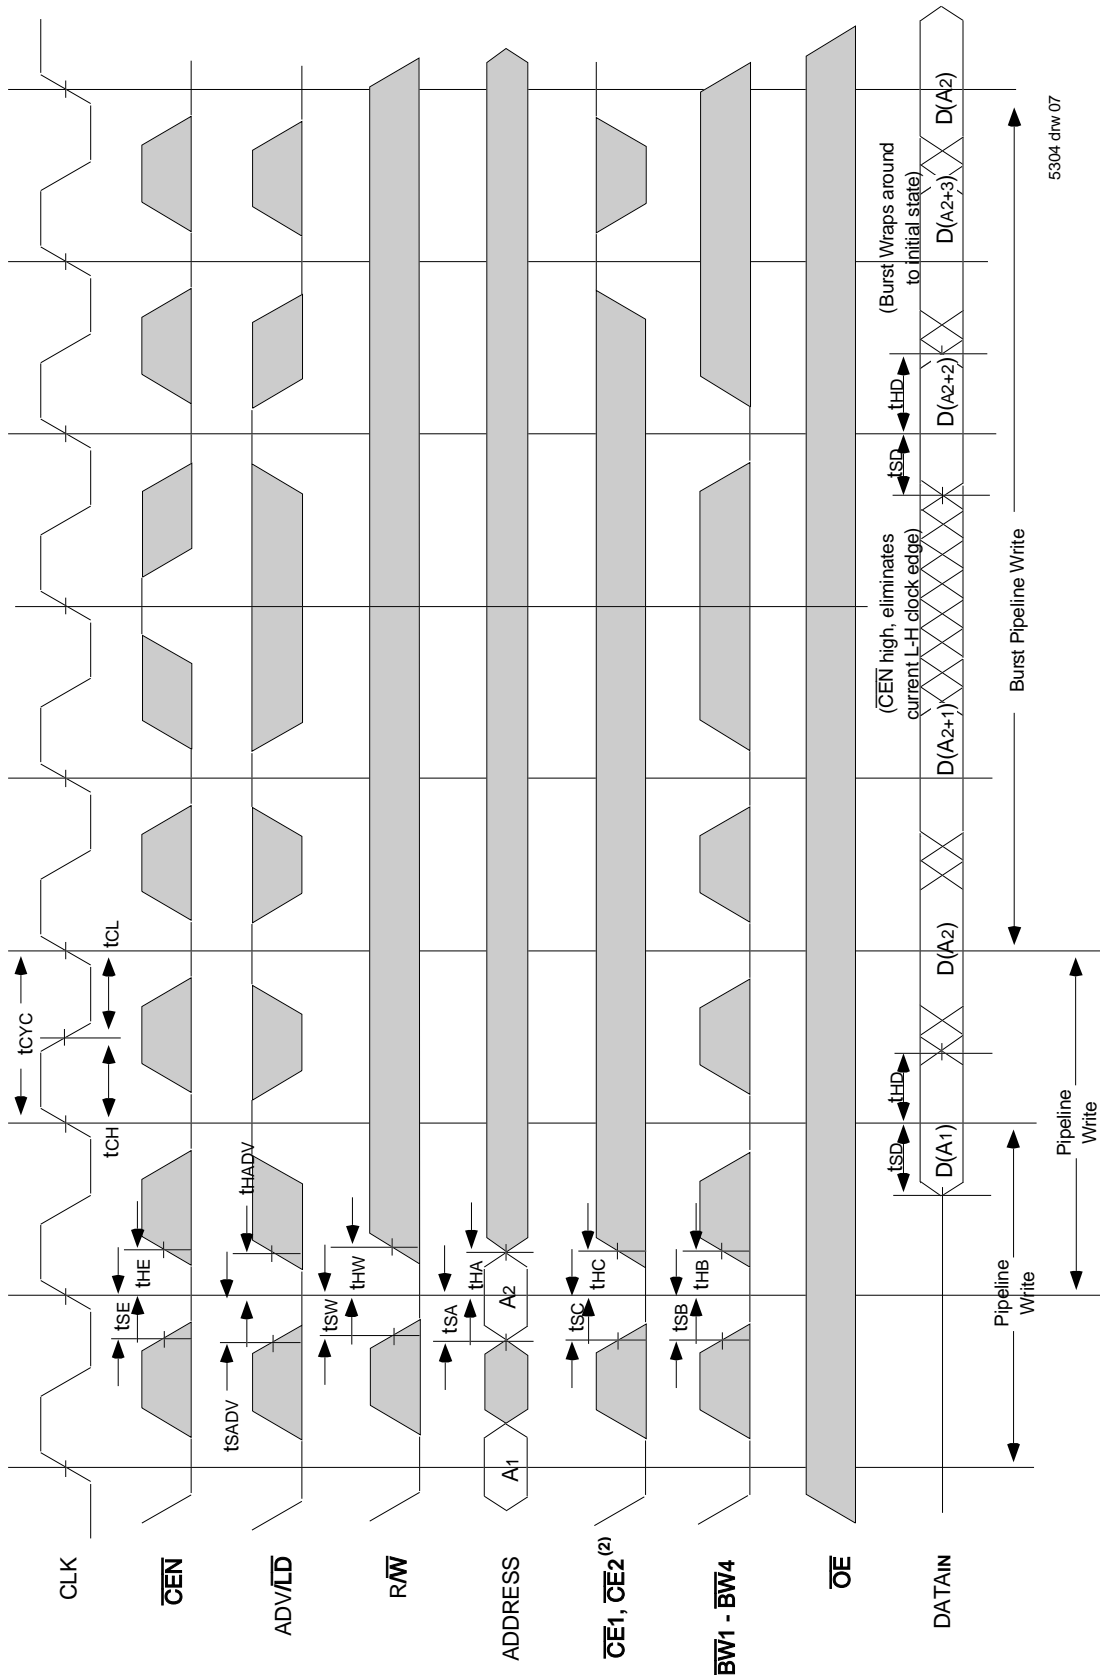 CLK
tCYC
tCH
tCL
CEN
tSE
tHE
ADV/LD
tSADV
tHADV
R/W
tSW
tHW
ADDRESS
A1
A2
tSA
tHA
CE1, CE2(2)
tSC
tHC
BW1 - BW4
tSB
tHB
OE
DATAIN
tSD
tHD
D(A1)
D(A2)
D(A2+1)
(CEN high, eliminates
current L-H clock edge)
tSD
tHD
D(A2+2)
(Burst Wraps around
to initial state)
D(A2+3)
D(A2)
Pipeline
Write
Pipeline
Write
Burst Pipeline Write
5304 drw 07